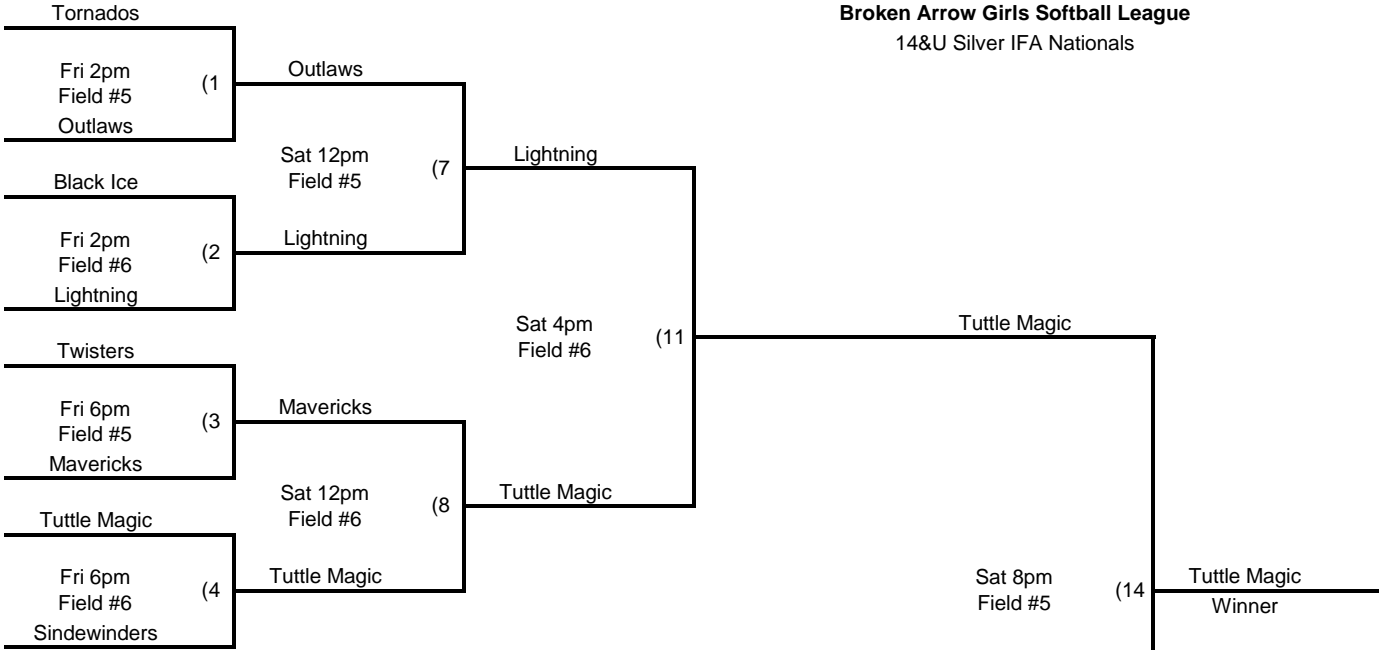 Tornados
Broken Arrow Girls Softball League
14&U Silver IFA Nationals
Fri 2pm
Field #5
(1
Outlaws
Outlaws
Sat 12pm
Field #5
(7
Lightning
Black Ice
Fri 2pm
Field #6
(2
Lightning
Lightning
Sat 4pm
Field #6
(11
Tuttle Magic
Twisters
Fri 6pm
Field #5
(3
Mavericks
Mavericks
Sat 12pm
Field #6
(8
Tuttle Magic
Tuttle Magic
Fri 6pm
Field #6
(4
Tuttle Magic
Sindewinders
Sat 8pm
Field #5
(14
Tuttle Magic
Winner